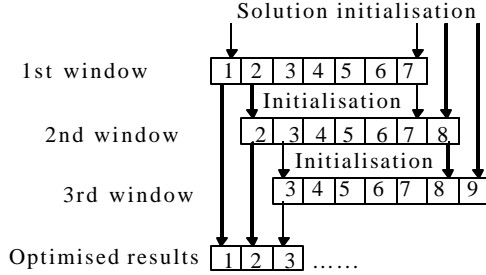 Solution initialisation
1st window 1 2 3 4 5 6 7
Initialisation
2nd window 2 3 4 5 6 7 8
Initialisation
3rd window 3 4 5 6 7 8 9
Optimised results 1 2 3 ……